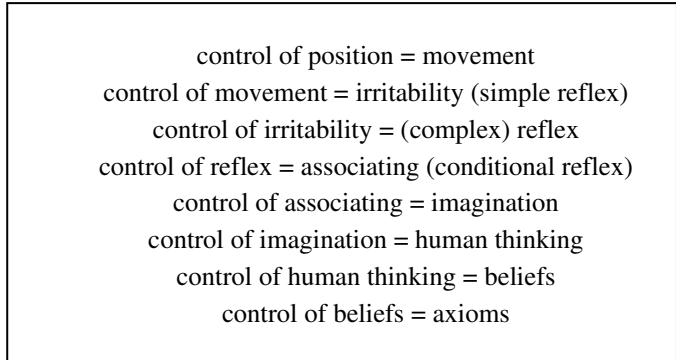 control of position = movement
control of movement = irritability (simple reflex)
control of irritability = (complex) reflex
control of reflex = associating (conditional reflex)
control of associating = imagination
control of imagination = human thinking
control of human thinking = beliefs
control of beliefs = axioms